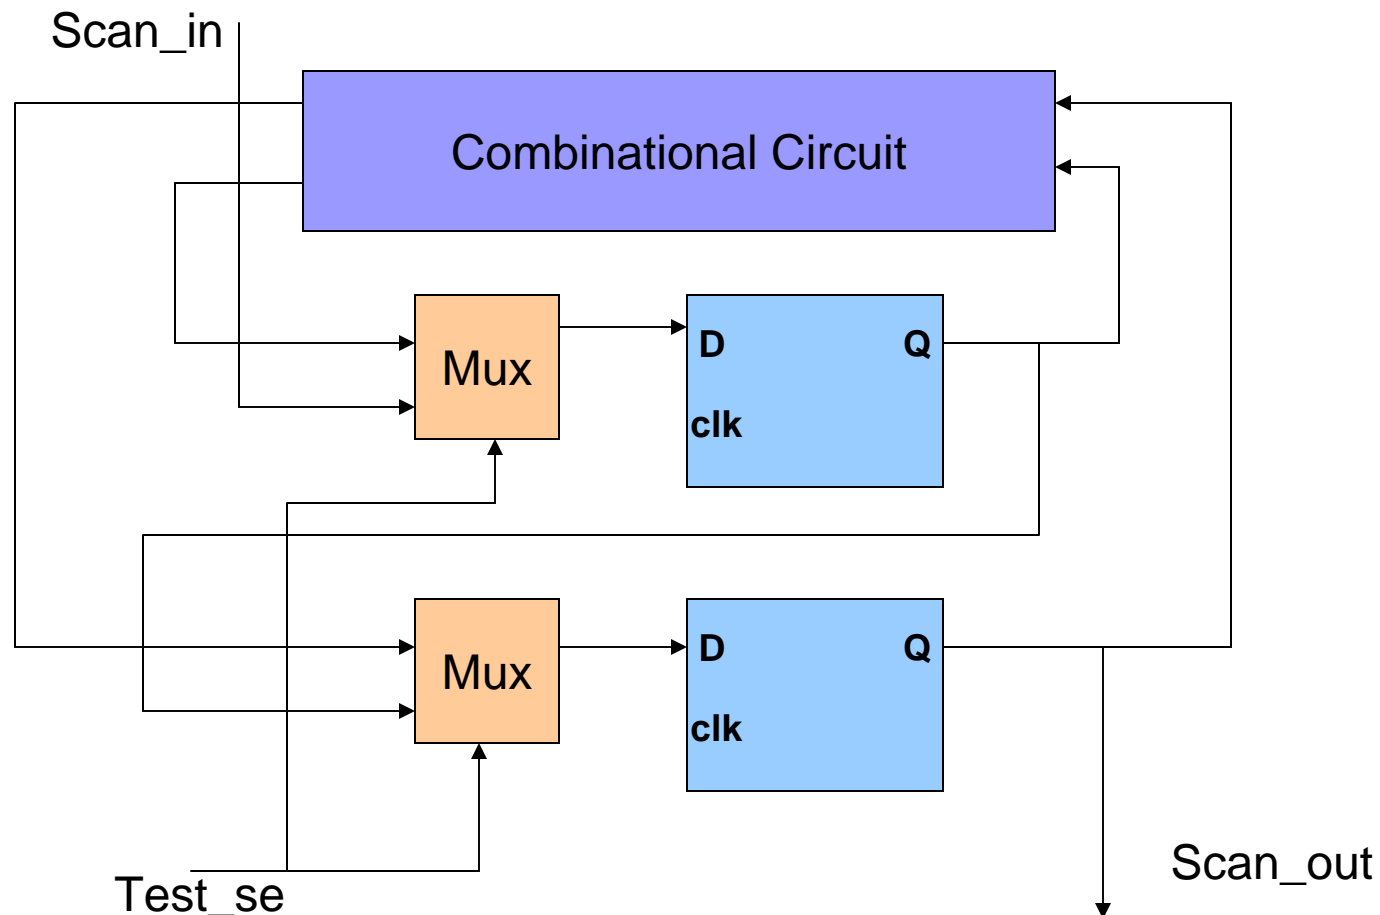 Scan_in
Combinational Circuit
Mux
D
Q
clk
Mux
D
Q
clk
Test_se
Scan_out